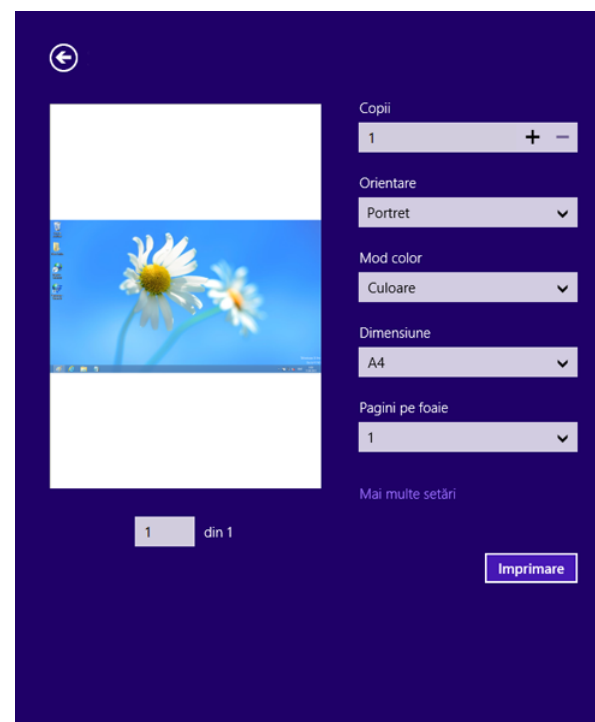 Copii
1
Orientare
Portret
Mod color
Culoare
Dimensiune
A4
Pagini pe foaie
1
Mai multe setări
1 din 1
Imprimare